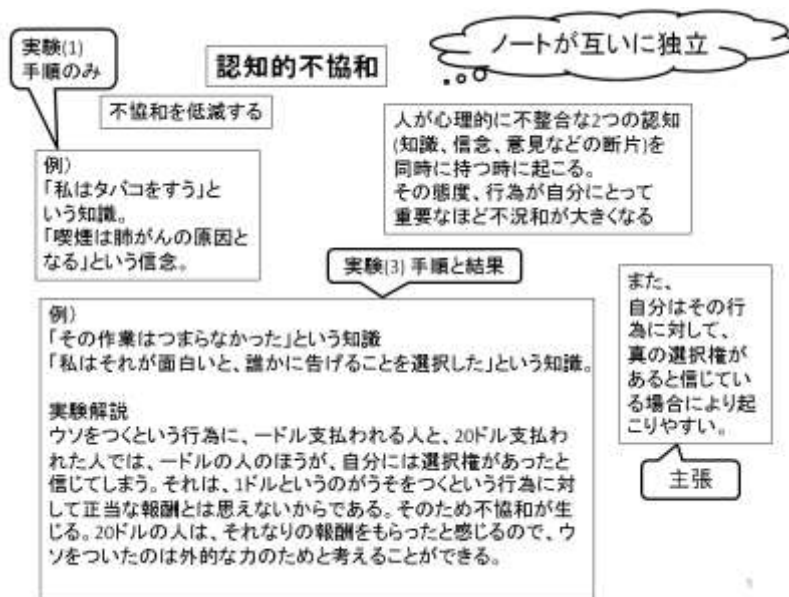 実験(1)
手順のみ
認知的不協和
ノートが互いに独立
不協和を低減する
人が心理的に不整合な2つの認知
(知識、信念、意見などの断片)を
同時に持つ時に起こる。
その態度、行為が自分にとって
重要なほど不況和が大きくなる
例)
「私はタバコをすう」と
いう知識。
「喫煙は肺がんの原因と
なる」という信念。
実験(3) 手順と結果
例)
「その作業はつまらなかった」という知識
「私はそれが面白いと、誰かに告げることを選択した」という知識。
実験解説
ウソをつくという行為に、一ドル支払われる人と、20ドル支払わ
れた人では、一ドルの人のほうが、自分には選択権があったと
信じてしまう。それは、1ドルというのがうそをつくという行為に対
して正当な報酬とは思えないからである。そのため不協和が生
じる。20ドルの人は、それなりの報酬をもらったと感じるので、ウ
ソをついたのは外的な力のためと考えることができる。
また、
自分はその行
為に対して、
真の選択権が
あると信じてい
る場合により起
こりやすい。
主張